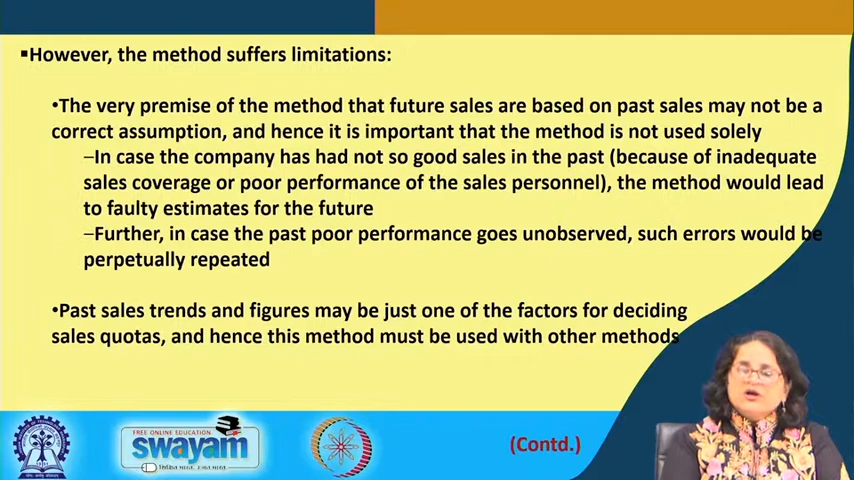 ▪However, the method suffers limitations:
•The very premise of the method that future sales are based on past sales may not be a
correct assumption, and hence it is important that the method is not used solely
–In case the company has had not so good sales in the past (because of inadequate
sales coverage or poor performance of the sales personnel), the method would lead
to faulty estimates for the future
–Further, in case the past poor performance goes unobserved, such errors would be
perpetually repeated
•Past sales trends and figures may be just one of the factors for deciding
sales quotas, and hence this method must be used with other methods
FREE ONLINE EDUCATION
swayam
(Contd.)